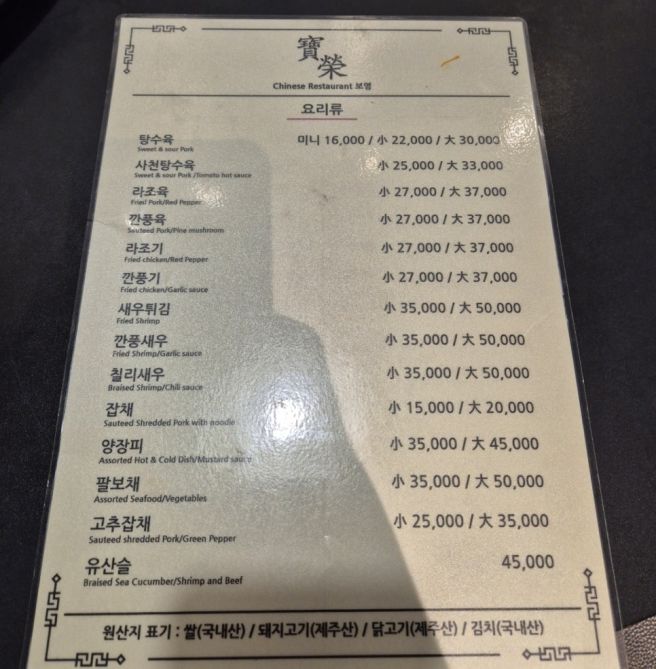 寶榮
Chinese Restaurant 보영
요리류
탕수육 미니 16,000 / 小 22,000 / 大 30,000
Sweet & sour Pork
사천탕수육 小 25,000 / 大 33,000
Sweet & sour Pork /Tomato hot sauce
라조육 小 27,000 / 大 37,000
Fried Pork/Red Pepper
깐풍육 小 27,000 / 大 37,000
Sauteed Pork/Pine mushroom
라조기 小 27,000 / 大 37,000
Fried chicken/Red Pepper
깐풍기 小 27,000 / 大 37,000
Fried chicken/Garlic sauce
새우튀김 小 35,000 / 大 50,000
Fried Shrimp
깐풍새우 小 35,000 / 大 50,000
Fried Shrimp/Garlic sauce
칠리새우 小 35,000 / 大 50,000
Braised Shrimp/Chili sauce
잡채 小 15,000 / 大 20,000
Sauteed Shredded Pork with noodle
양장피 小 35,000 / 大 45,000
Assorted Hot & Cold Dish/Mustard sauce
팔보채 小 35,000 / 大 50,000
Assorted Seafood/Vegetables
고추잡채 小 25,000 / 大 35,000
Sauteed shredded Pork/Green Pepper
유산슬 45,000
Braised Sea Cucumber/Shrimp and Beef
원산지 표기 : 쌀(국내산) / 돼지고기(제주산) / 닭고기(제주산) / 김치(국내산)